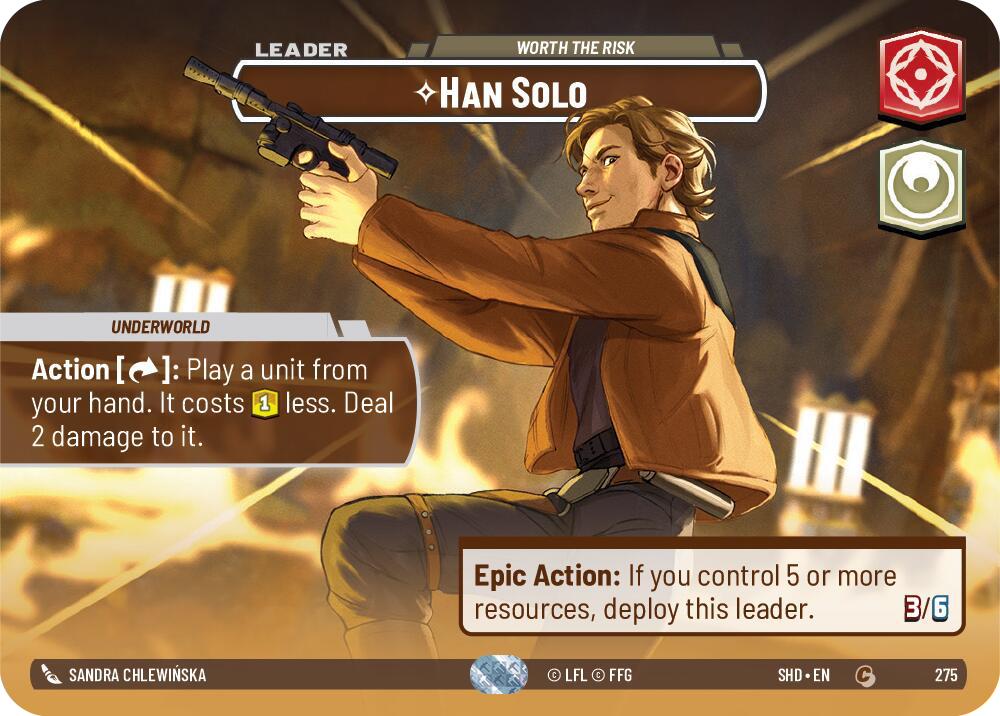 LEADER
WORTH THE RISK
HAN SOLO
UNDERWORLD
Action [ ]: Play a unit from
your hand. It costs 1 less. Deal
2 damage to it.
Epic Action: If you control 5 or more
resources, deploy this leader.
3/6
SANDRA CHLEWIŃSKA
© LFL © FFG
SHD • EN
275